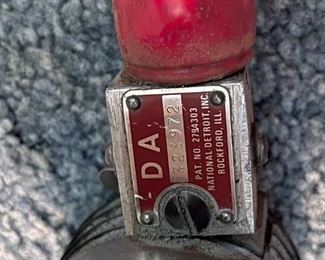 DA
PAT. NO. 2794303
NATIONAL-DETROIT, INC.
ROCKFORD, ILL.